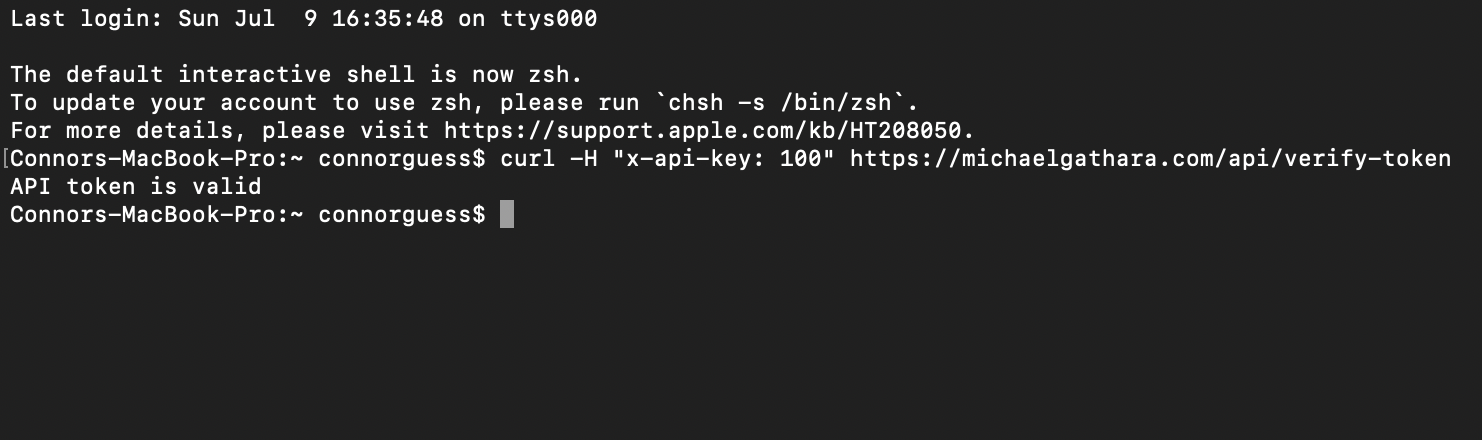 Last login: Sun Jul  9 16:35:48 on ttys000
The default interactive shell is now zsh.
To update your account to use zsh, please run `chsh -s /bin/zsh`.
For more details, please visit https://support.apple.com/kb/HT208050.
[Connors-MacBook-Pro:~ connorguess$ curl -H "x-api-key: 100" https://michaelgathara.com/api/verify-token
API token is valid
Connors-MacBook-Pro:~ connorguess$